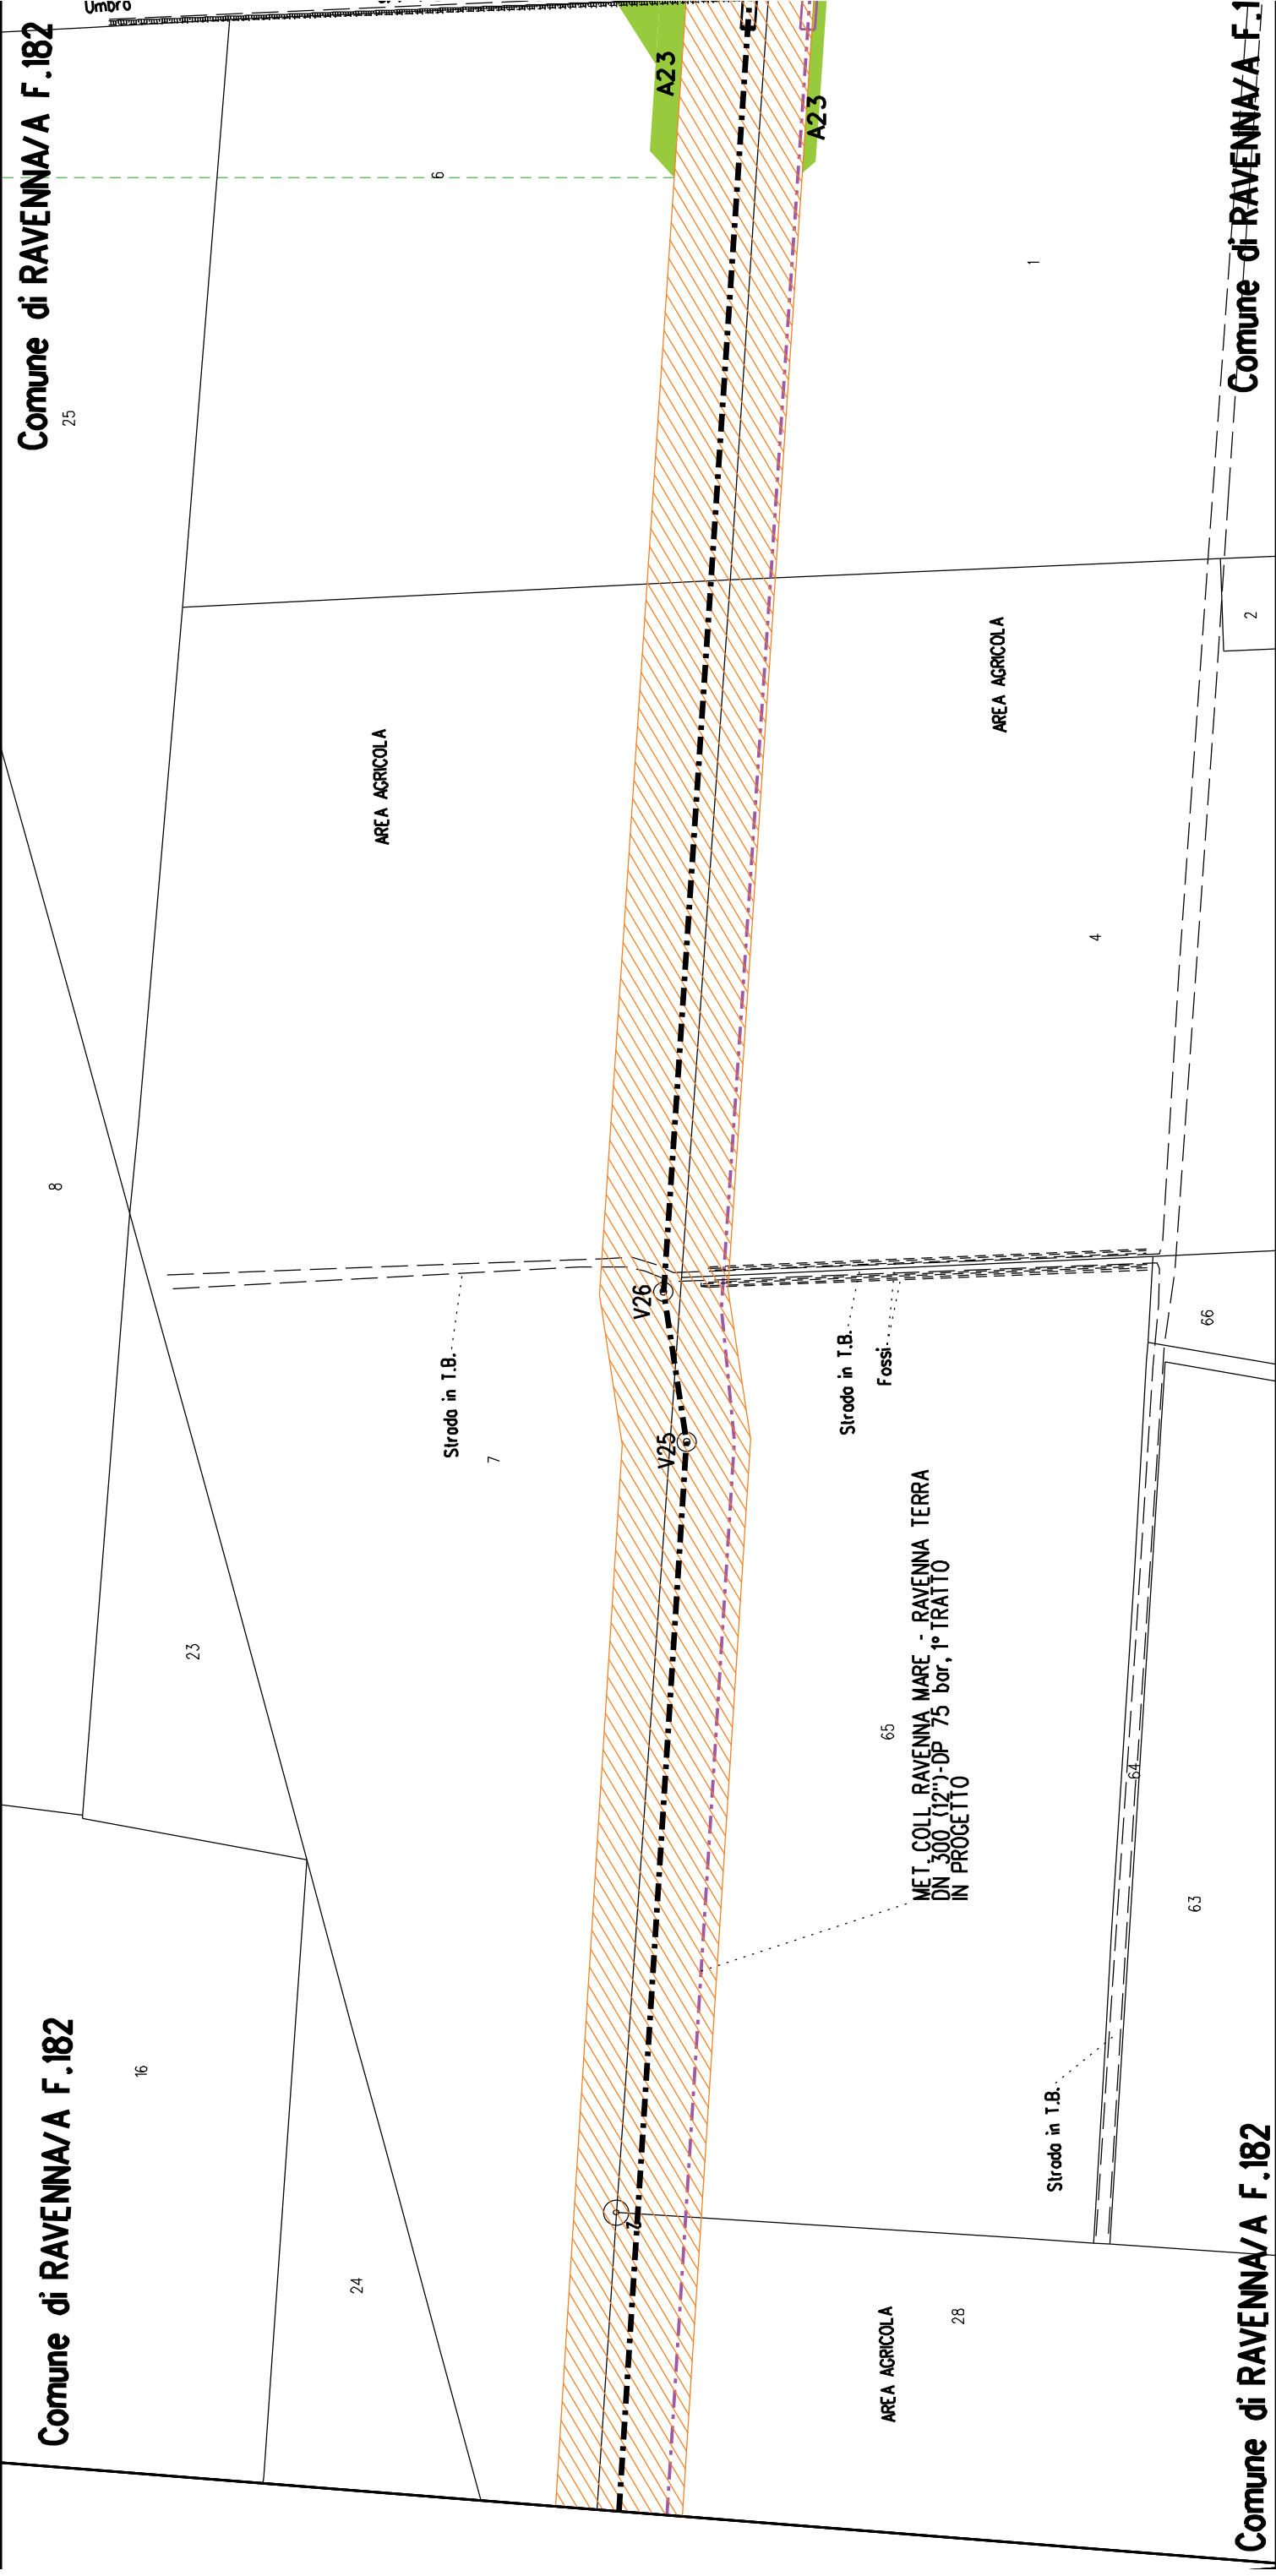 Umbro
Comune di RAVENNA/A F.182
A23
A23
6
1
25
2
AREA AGRICOLA
AREA AGRICOLA
4
8
V26
Strada in T.B.
Strada in T.B.
Fossi
66
V25
7
23
65
MET. COLL. RAVENNA MARE - RAVENNA TERRA
DN 300 (12")-DP 75 bar, 1° TRATTO
IN PROGETTO
64
63
Comune di RAVENNA/A F.182
16
Strada in T.B.
24
2
28
AREA AGRICOLA
Comune di RAVENNA/A F.182
Comune di RAVENNA/A F.1